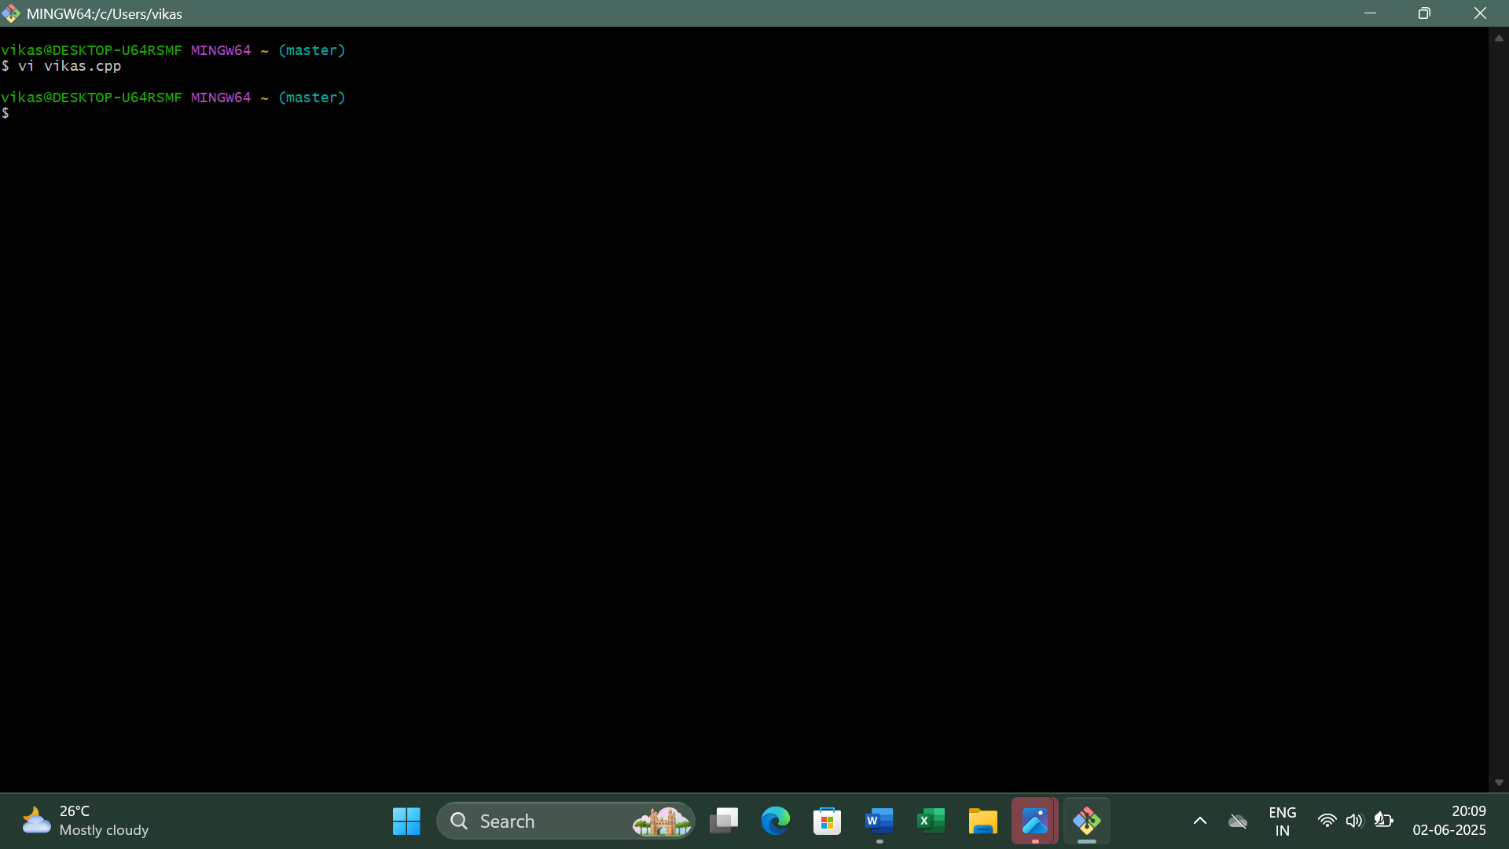 MINGW64:/c/Users/vikas
vikas@DESKTOP-U64RSMF MINGW64 ~ (master)
$ vi vikas.cpp
vikas@DESKTOP-U64RSMF MINGW64 ~ (master)
$
26°C
Mostly cloudy
Search
ENG
IN
20:09
02-06-2025